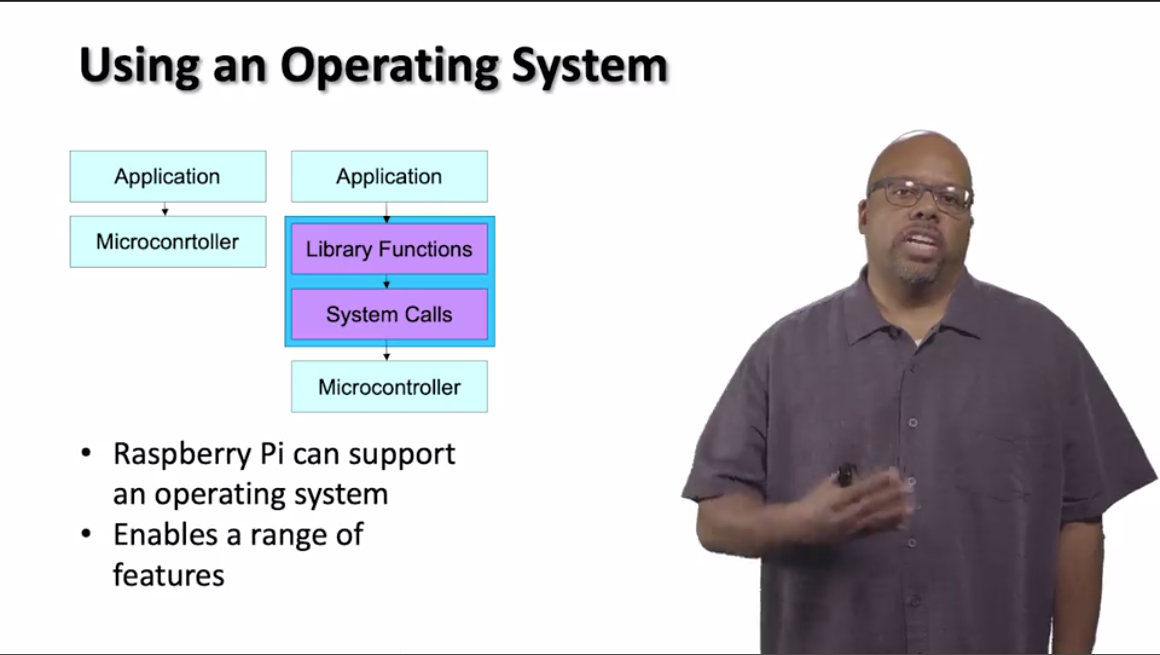 Using an Operating System
Application
Microconrtoller
Application
Library Functions
System Calls
Microcontroller
• Raspberry Pi can support
an operating system
• Enables a range of
features